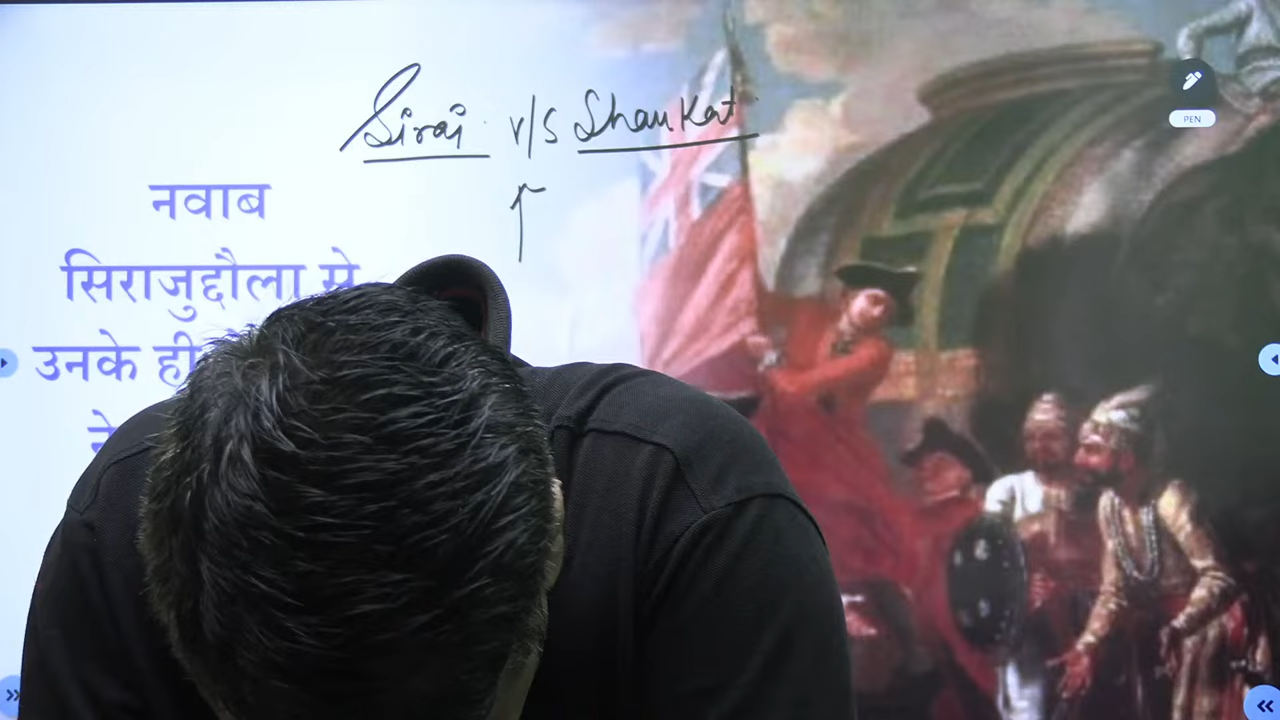 Siraj v/s Shaukat
PEN
नवाब
सिराजुद्दौला से
उनके ही